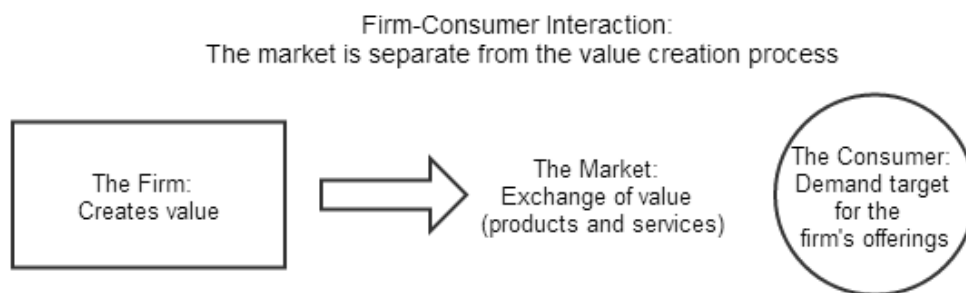 Firm-Consumer Interaction:
The market is separate from the value creation process
The Firm:
Creates value
The Market:
Exchange of value
(products and services)
The Consumer:
Demand target
for the
firm's offerings